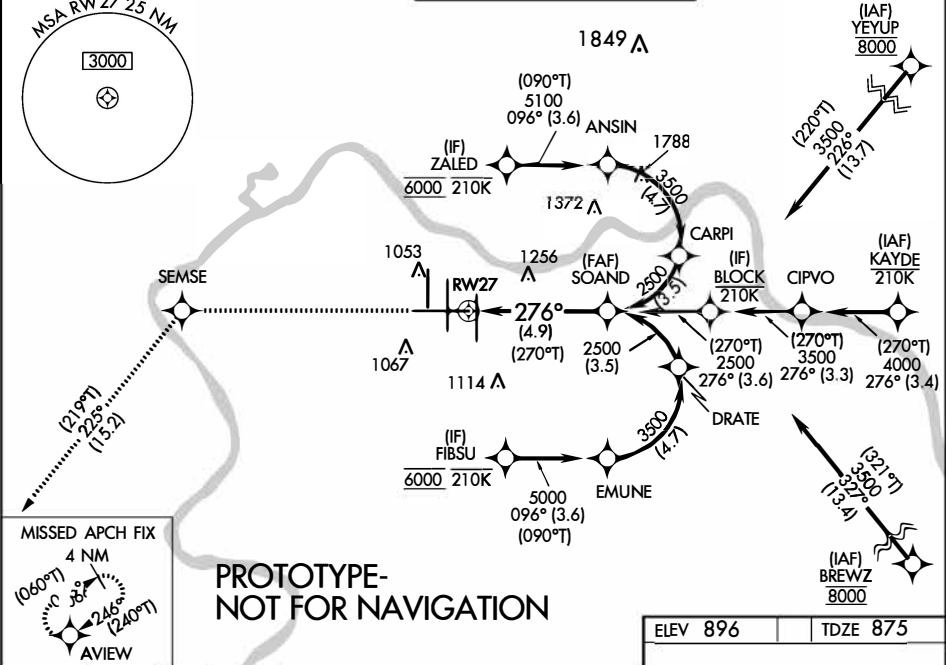 MSA RW27 25 NM
3000
1849
(IAF)
YEYUP
8000
(220°T)
3500
226°
(13.7)
(090°T)
5100
096° (3.6)
ANSIN
(IF)
ZALED
6000 210K
1788
3500
(4.7)
1372
CARPI
SEMSE
1053
1256
RW27
(FAF)
SOAND
2500
(3.5)
(IF)
BLOCK
210K
CIPVO
(IAF)
KAYDE
210K
276°
(4.9)
(270°T)
2500
(3.5)
(270°T)
2500
276° (3.6)
(270°T)
3500
276° (3.3)
(270°T)
4000
276° (3.4)
1067
1114
DRATE
(219°T)
225°
(15.2)
(IF)
FIBSU
6000 210K
3500
(4.7)
EMUNE
5000
096° (3.6)
(090°T)
(321°T)
3500
327°
(13.4)
(IAF)
BREWZ
8000
MISSED APCH FIX
4 NM
(060°T)
246°
(240°T)
AVIEW
PROTOTYPE-
NOT FOR NAVIGATION
ELEV 896 TDZE 875